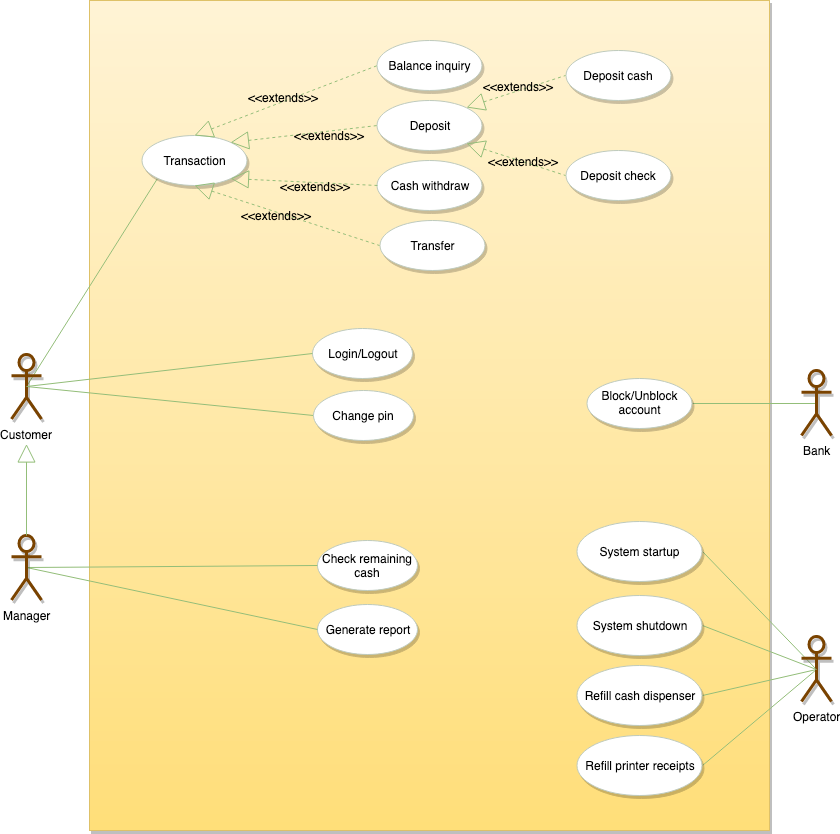 Balance inquiry
Deposit cash
<<extends>>
<<extends>>
Deposit
<<extends>>
Transaction
<<extends>>
Deposit check
Cash withdraw
<<extends>>
<<extends>>
Transfer
Login/Logout
Block/Unblock
account
Change pin
Customer
Bank
System startup
Check remaining
cash
Manager
System shutdown
Generate report
Refill cash dispenser
Operator
Refill printer receipts